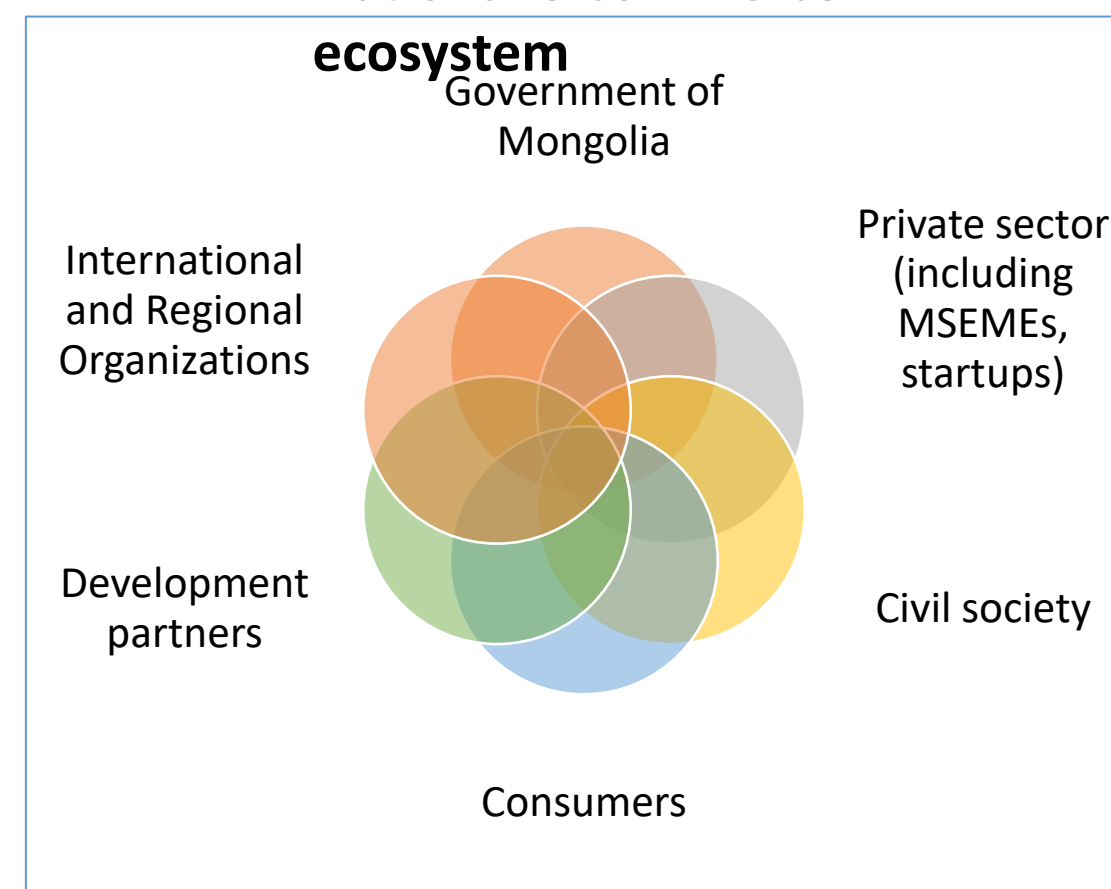 ecosystem
Government of
Mongolia
Private sector
(including
MSEMEs,
startups)
International
and Regional
Organizations
Development
partners
Civil society
Consumers